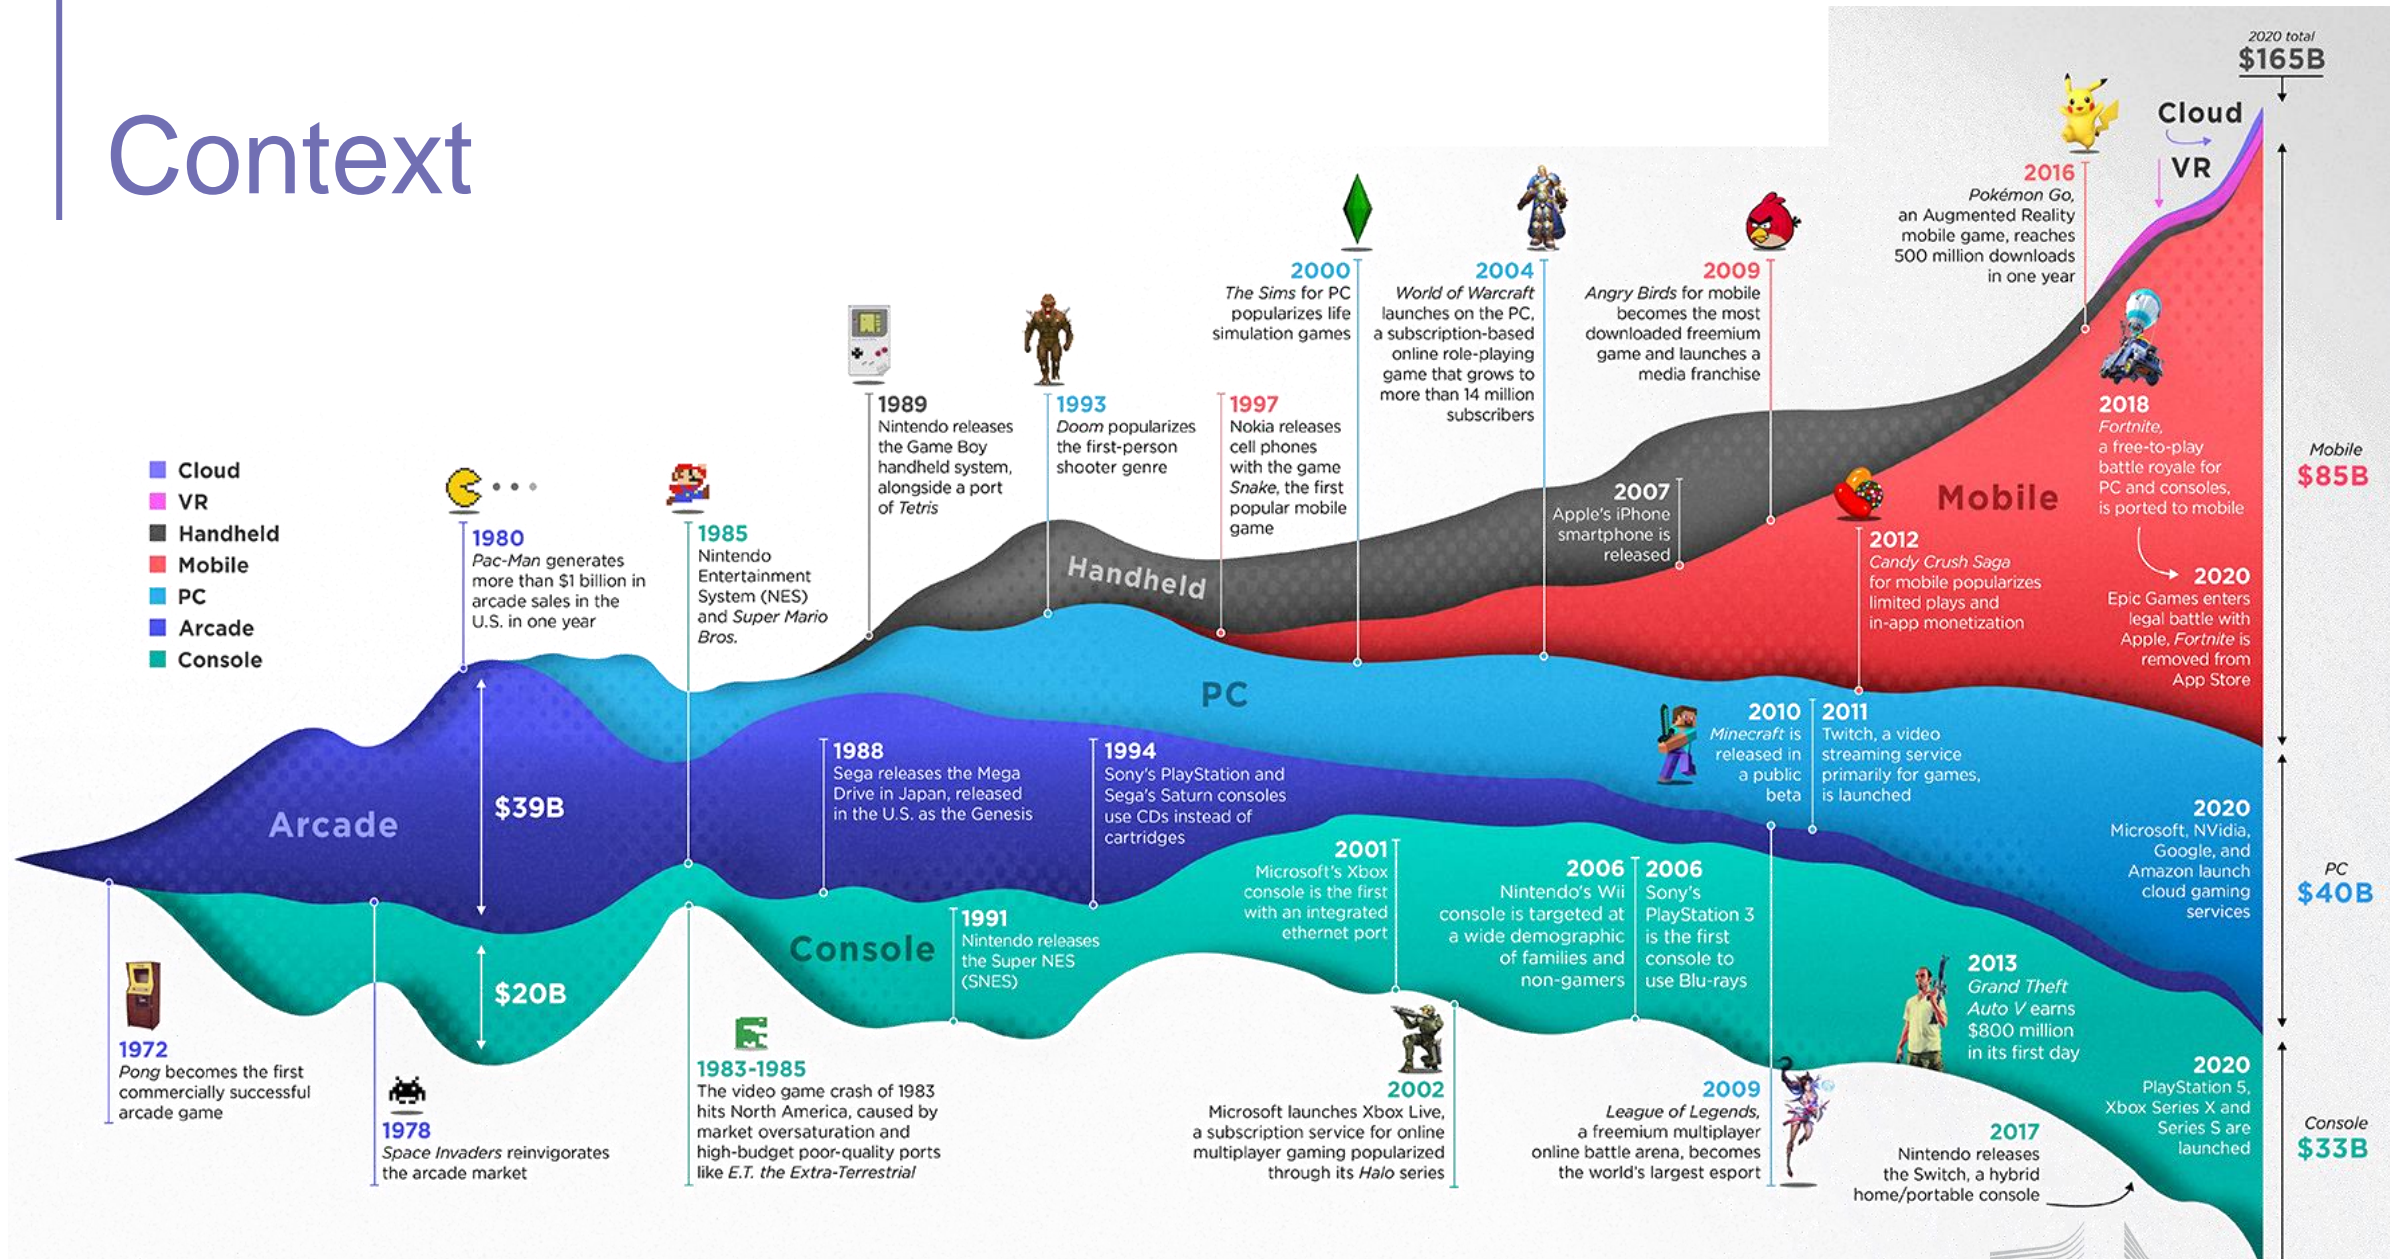 Context
2020 total
$165B
Cloud
VR
2016
Pokémon Go,
an Augmented Reality
mobile game, reaches
500 million downloads
in one year
2000
The Sims for PC
popularizes life
simulation games
2004
World of Warcraft
launches on the PC,
a subscription-based
online role-playing
game that grows to
more than 14 million
subscribers
2009
Angry Birds for mobile
becomes the most
downloaded freemium
game and launches a
media franchise
1989
Nintendo releases
the Game Boy
handheld system,
alongside a port
of Tetris
1993
Doom popularizes
the first-person
shooter genre
1997
Nokia releases
cell phones
with the game
Snake, the first
popular mobile
game
2018
Fortnite,
a free-to-play
battle royale for
PC and consoles,
is ported to mobile
Mobile
$85B
Cloud
VR
Handheld
Mobile
PC
Arcade
Console
1980
Pac-Man generates
more than $1 billion in
arcade sales in the
U.S. in one year
1985
Nintendo
Entertainment
System (NES)
and Super Mario
Bros.
2007
Apple's iPhone
smartphone is
released
Mobile
2012
Candy Crush Saga
for mobile popularizes
limited plays and
in-app monetization
2020
Epic Games enters
legal battle with
Apple, Fortnite is
removed from
App Store
Handheld
PC
2010
Minecraft is
released in
a public
beta
2011
Twitch, a video
streaming service
primarily for games,
is launched
1988
Sega releases the Mega
Drive in Japan, released
in the U.S. as the Genesis
1994
Sony's PlayStation and
Sega's Saturn consoles
use CDs instead of
cartridges
Arcade
$39B
2020
Microsoft, NVidia,
Google, and
Amazon launch
cloud gaming
services
PC
$40B
2001
Microsoft's Xbox
console is the first
with an integrated
ethernet port
2006
Nintendo's Wii
console is targeted at
a wide demographic
of families and
non-gamers
2006
Sony's
PlayStation 3
is the first
console to
use Blu-rays
Console
1991
Nintendo releases
the Super NES
(SNES)
$20B
2013
Grand Theft
Auto V earns
$800 million
in its first day
1972
Pong becomes the first
commercially successful
arcade game
1978
Space Invaders reinvigorates
the arcade market
1983-1985
The video game crash of 1983
hits North America, caused by
market oversaturation and
high-budget poor-quality ports
like E.T. the Extra-Terrestrial
2002
Microsoft launches Xbox Live,
a subscription service for online
multiplayer gaming popularized
through its Halo series
2009
League of Legends,
a freemium multiplayer
online battle arena, becomes
the world's largest esport
2017
Nintendo releases
the Switch, a hybrid
home/portable console
2020
PlayStation 5,
Xbox Series X and
Series S are
launched
Console
$33B